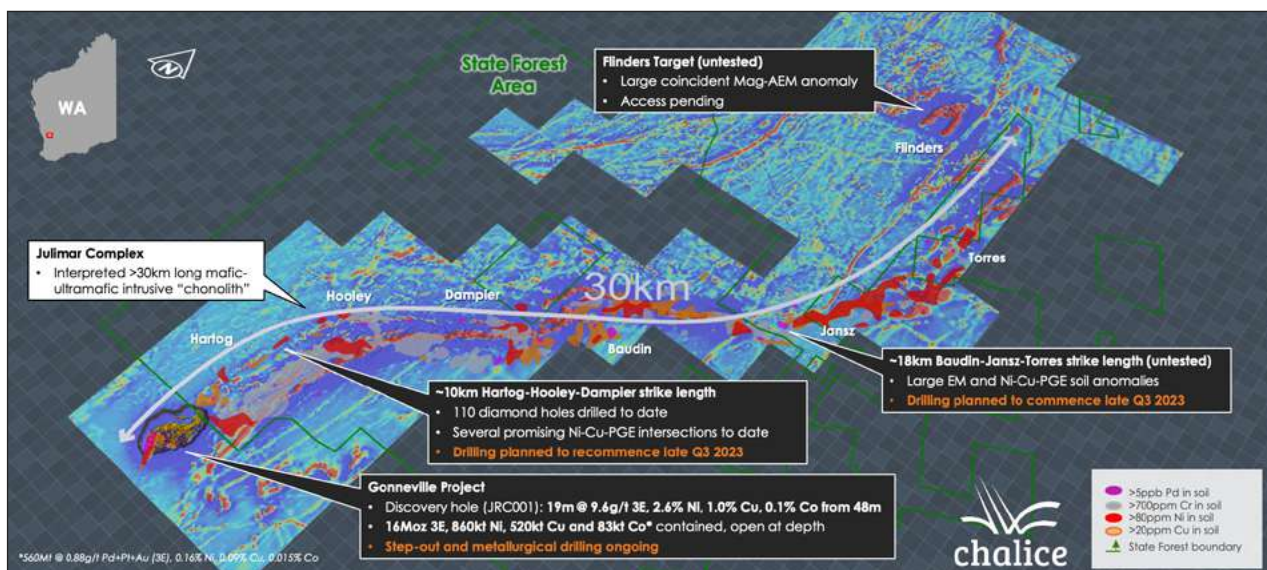 WA
N
State Forest
Area
Flinders Target (untested)
• Large coincident Mag-AEM anomaly
• Access pending
Flinders
Julimar Complex
• Interpreted >30km long mafic-
ultramafic intrusive "chonolith"
Torres
Hooley
Dampier
30km
Hartog
Jansz
Baudin
~18km Baudin-Jansz-Torres strike length (untested)
• Large EM and Ni-Cu-PGE soil anomalies
• Drilling planned to commence late Q3 2023
~10km Hartog-Hooley-Dampier strike length
• 110 diamond holes drilled to date
• Several promising Ni-Cu-PGE intersections to date
• Drilling planned to recommence late Q3 2023
Gonneville Project
• Discovery hole (JRC001): 19m @ 9.6g/t 3E, 2.6% Ni, 1.0% Cu, 0.1% Co from 48m
• 16Moz 3E, 860kt Ni, 520kt Cu and 83kt Co* contained, open at depth
• Step-out and metallurgical drilling ongoing
chalice
>5ppb Pd in soil
>700ppm Cr in soil
>80ppm Ni in soil
>20ppm Cu in soil
State Forest boundary
*560Mt @ 0.88g/t Pd+Pt+Au (3E), 0.16% Ni, 0.09% Cu, 0.015% Co